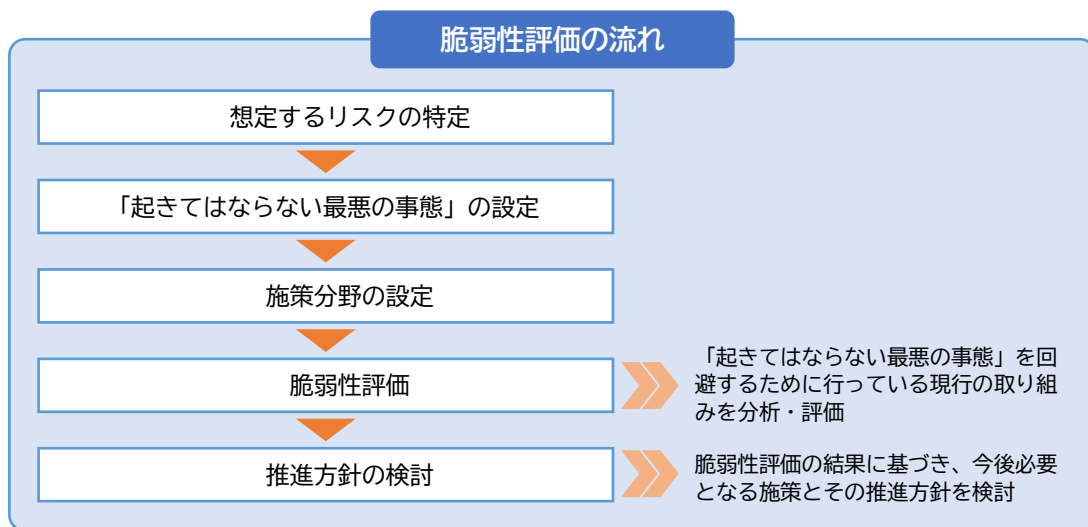 脆弱性評価の流れ
想定するリスクの特定
「起きてはならない最悪の事態」の設定
施策分野の設定
脆弱性評価
「起きてはならない最悪の事態」を回
避するために行っている現行の取り組
みを分析・評価
推進方針の検討
脆弱性評価の結果に基づき、今後必要
となる施策とその推進方針を検討